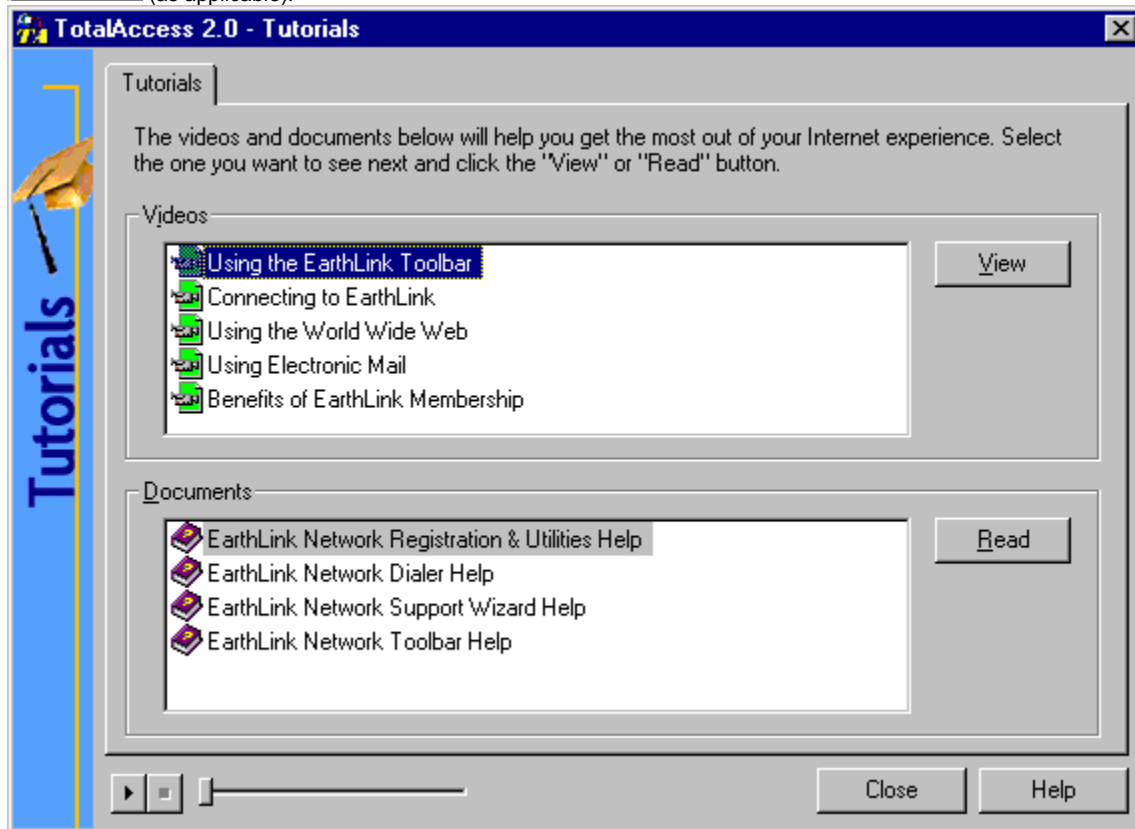 (as applicable).
TotalAccess 2.0 - Tutorials
Tutorials
Tutorials
The videos and documents below will help you get the most out of your Internet experience. Select
the one you want to see next and click the "View" or "Read" button.
Videos
Using the EarthLink Toolbar
View
Connecting to EarthLink
Using the World Wide Web
Using Electronic Mail
Benefits of EarthLink Membership
Documents
EarthLink Network Registration & Utilities Help
Read
EarthLink Network Dialer Help
EarthLink Network Support Wizard Help
EarthLink Network Toolbar Help
Close
Help